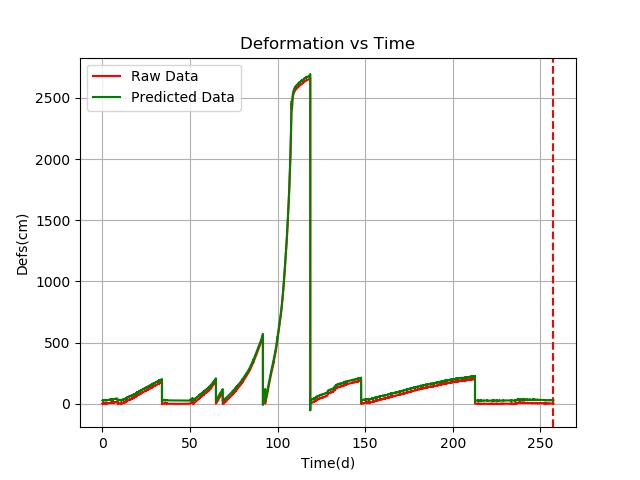 Deformation vs Time
Raw Data
Predicted Data
2500
2000
1500
1000
500
0
Defs(cm)
0 50 100 150 200 250
Time(d)